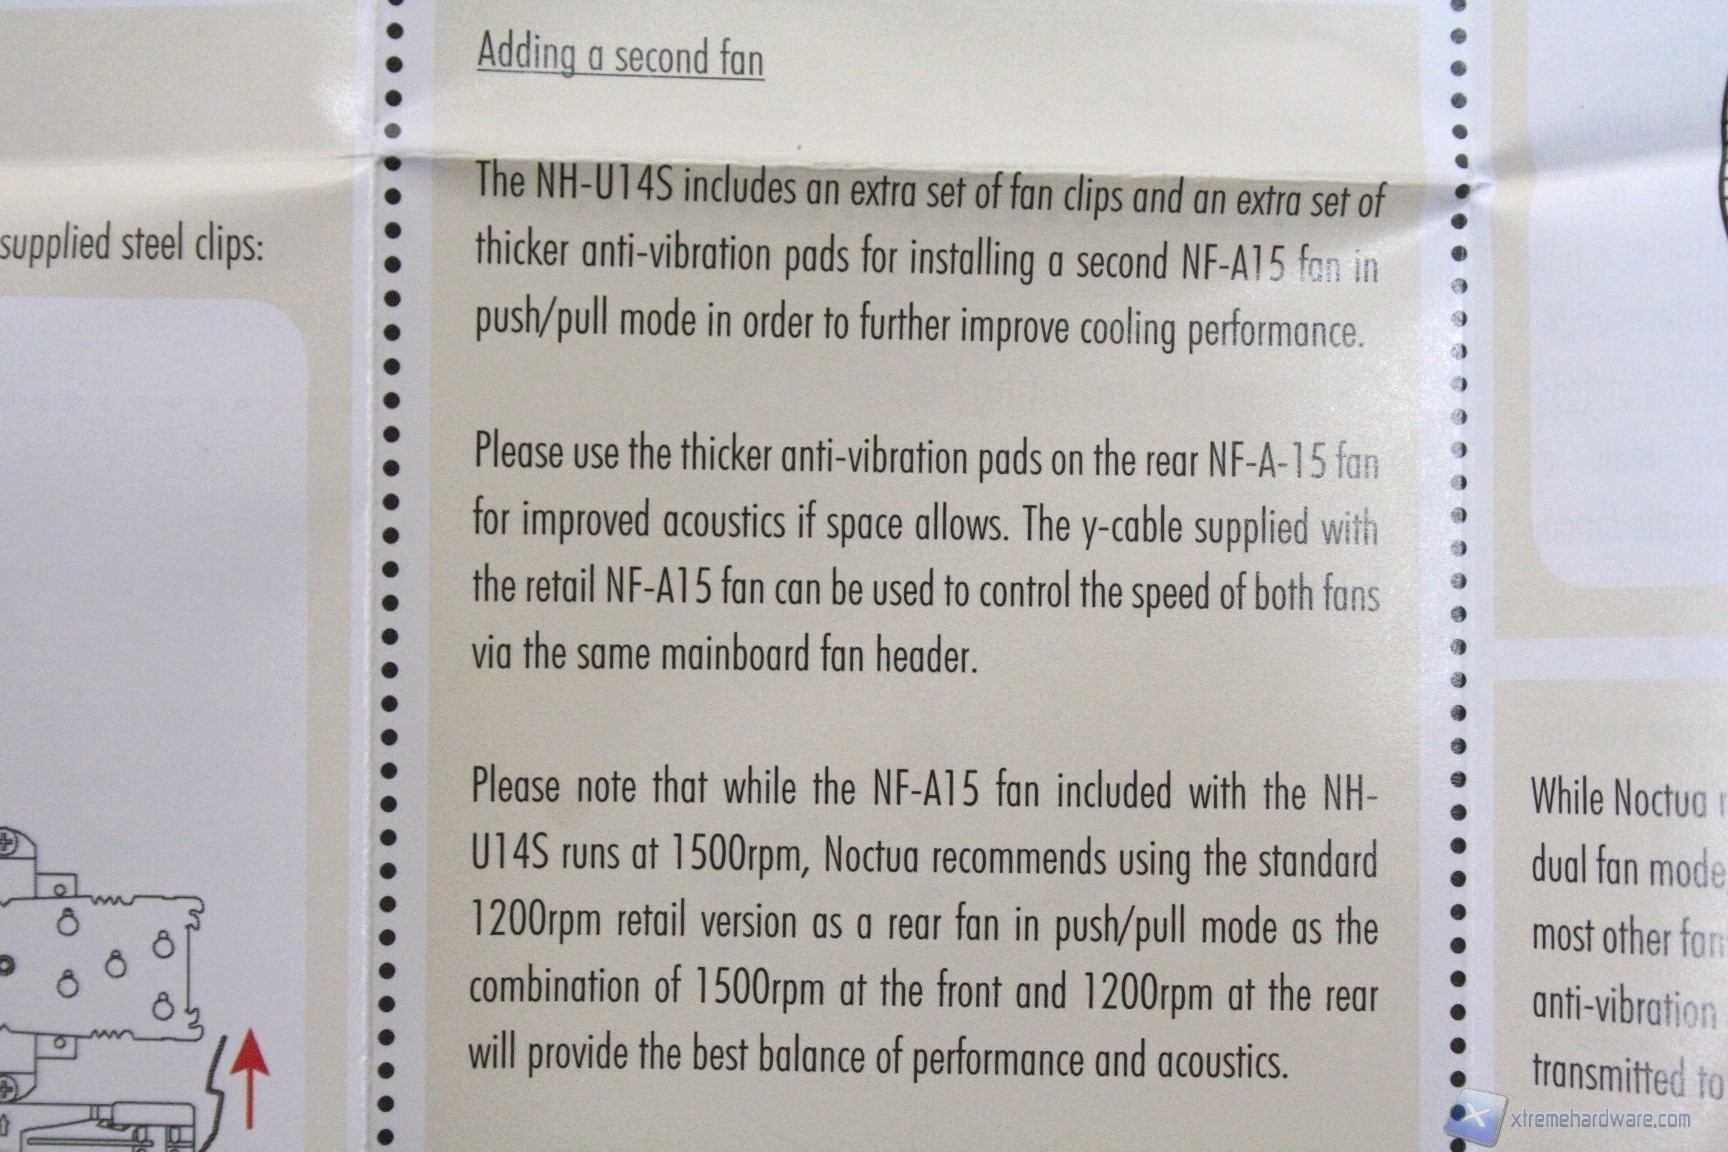 supplied steel clips:
Adding a second fan
The NH-U14S includes an extra set of fan clips and an extra set of
thicker anti-vibration pads for installing a second NF-A15 fan in
push/pull mode in order to further improve cooling performance.
Please use the thicker anti-vibration pads on the rear NF-A-15 fan
for improved acoustics if space allows. The y-cable supplied with
the retail NF-A15 fan can be used to control the speed of both fans
via the same mainboard fan header.
Please note that while the NF-A15 fan included with the NH-
U14S runs at 1500rpm, Noctua recommends using the standard
1200rpm retail version as a rear fan in push/pull mode as the
combination of 1500rpm at the front and 1200rpm at the rear
will provide the best balance of performance and acoustics.
While Noctua
dual fan mode
most other fan
anti-vibration
transmitted to
xtremehardware.com